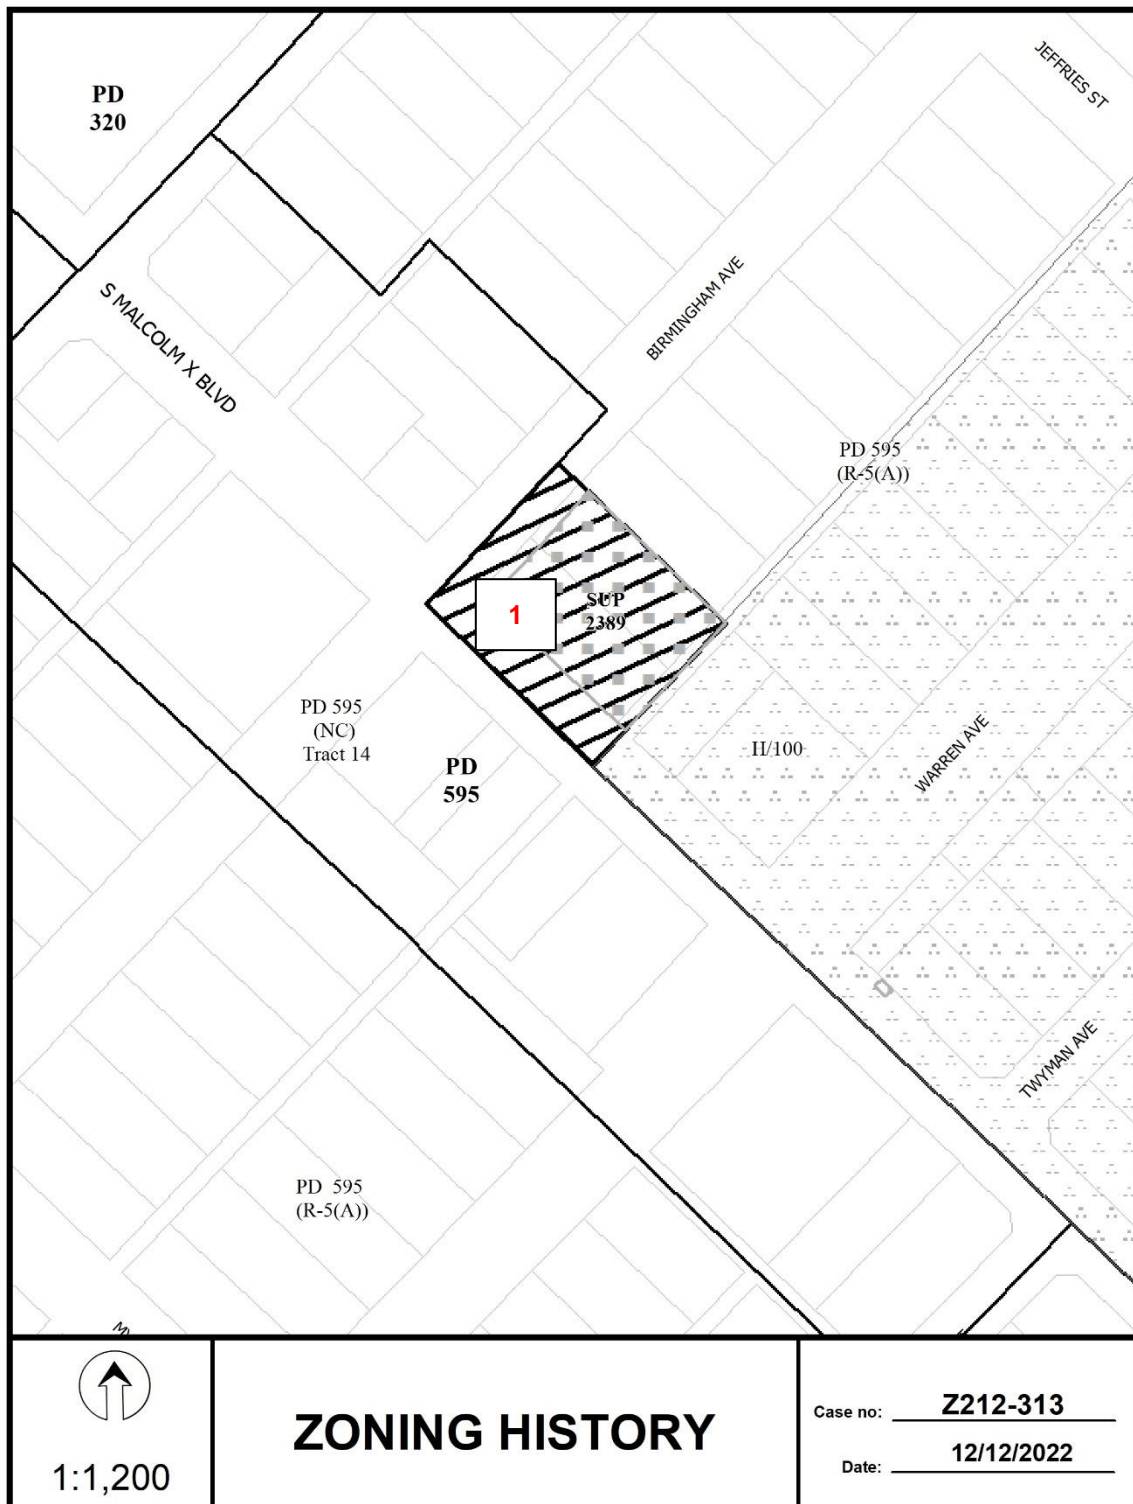 PD
320
JEFFRIES ST
S MALCOLM X BLVD
BIRMINGHAM AVE
PD 595
(R-5(A))
1
SUP
2389
PD 595
(NC)
Tract 14
PD
595
H/100
WARREN AVE
TWYMAN AVE
PD 595
(R-5(A))
1:1,200
ZONING HISTORY
Case no: Z212-313
Date: 12/12/2022